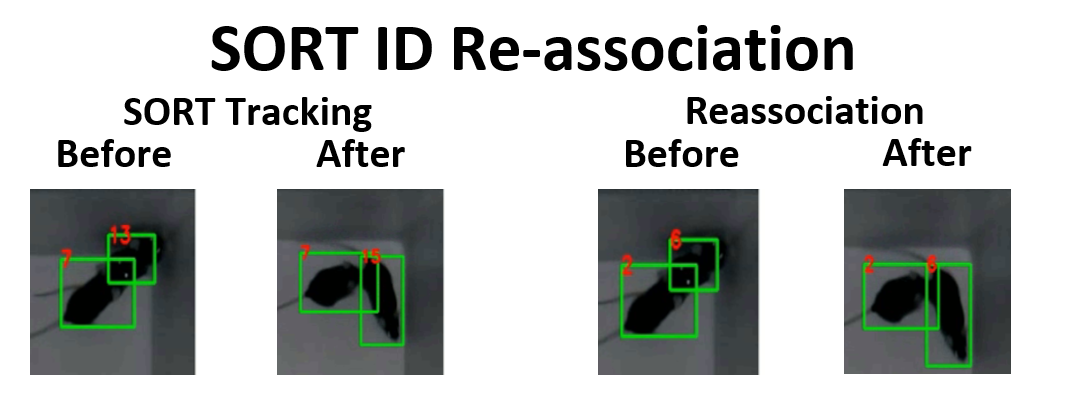 SORT ID Re-association
SORT Tracking
Before After
7 13
7 15
Reassociation
Before After
2 6
2 6